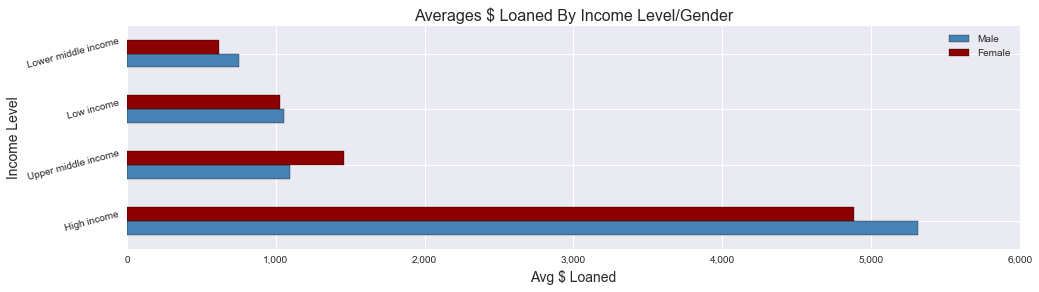 Averages $ Loaned By Income Level/Gender
Male
Female
Income Level
Lower middle income
Low income
Upper middle income
High income
0 1,000 2,000 3,000 4,000 5,000 6,000
Avg $ Loaned